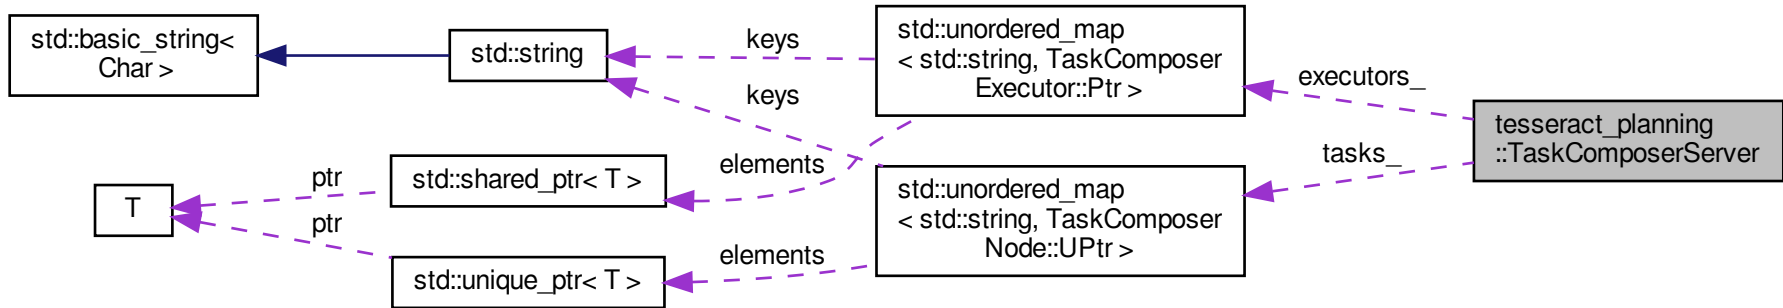 std::basic_string<
Char >
std::string
keys
keys
std::unordered_map
< std::string, TaskComposer
Executor::Ptr >
executors_
tesseract_planning
::TaskComposerServer
tasks_
std::shared_ptr< T >
elements
std::unordered_map
< std::string, TaskComposer
Node::UPtr >
T
ptr
ptr
std::unique_ptr< T >
elements